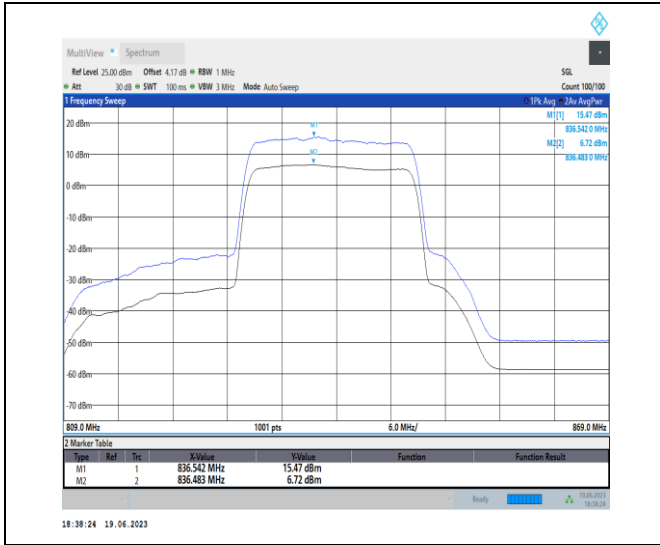 MultiView Spectrum
Ref Level 25.00 dBm Offset 4.17 dB RBW 1 MHz SGL
Att 30 dB SWT 100 ms VBW 3 MHz Mode Auto Sweep Count 100/100
1 Frequency Sweep 1Pk Avg 2Av AvgPwr
M1[1] 15.47 dBm
836.542 0 MHz
M2[2] 6.72 dBm
836.483 0 MHz
M1
M2
20 dBm
10 dBm
0 dBm
-10 dBm
-20 dBm
-30 dBm
-40 dBm
-50 dBm
-60 dBm
-70 dBm
809.0 MHz 1001 pts 6.0 MHz/ 869.0 MHz
2 Marker Table
Type Ref Trc X-Value Y-Value Function Function Result
M1 1 836.542 MHz 15.47 dBm
M2 2 836.483 MHz 6.72 dBm
Ready 19.06.2023
18:38:24
18:38:24 19.06.2023